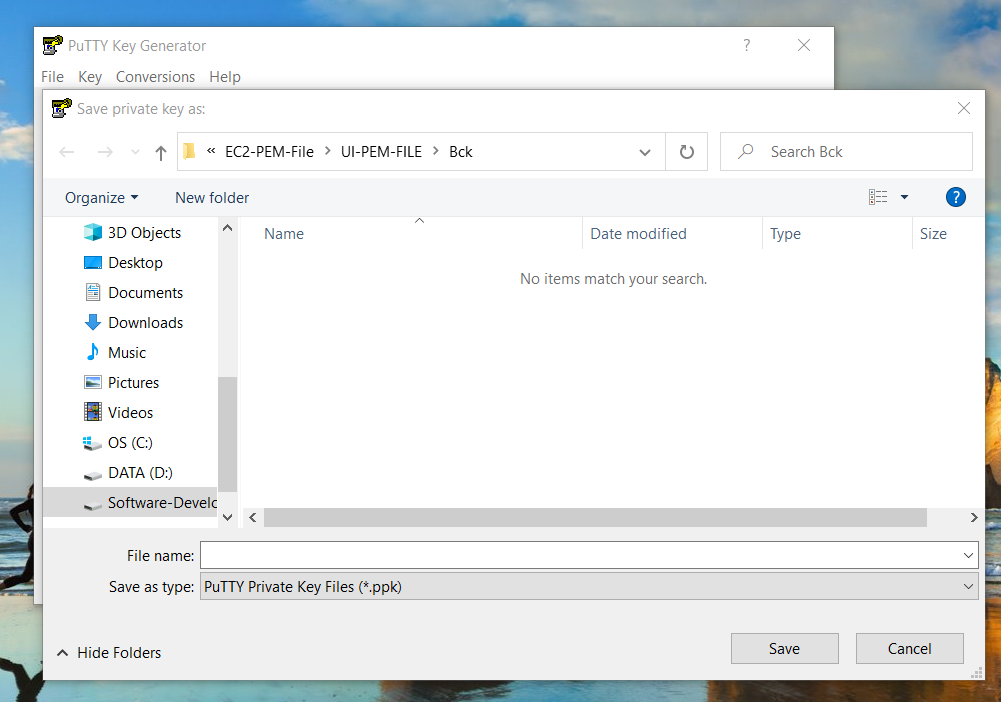 PuTTY Key Generator ?
File Key Conversions Help
Save private key as:
« EC2-PEM-File > UI-PEM-FILE > Bck Search Bck
Organize New folder ?
Name Date modified Type Size
No items match your search.
3D Objects
Desktop
Documents
Downloads
Music
Pictures
Videos
OS (C:)
DATA (D:)
Software-Develo
File name:
Save as type: PuTTY Private Key Files (*.ppk)
Hide Folders Save Cancel